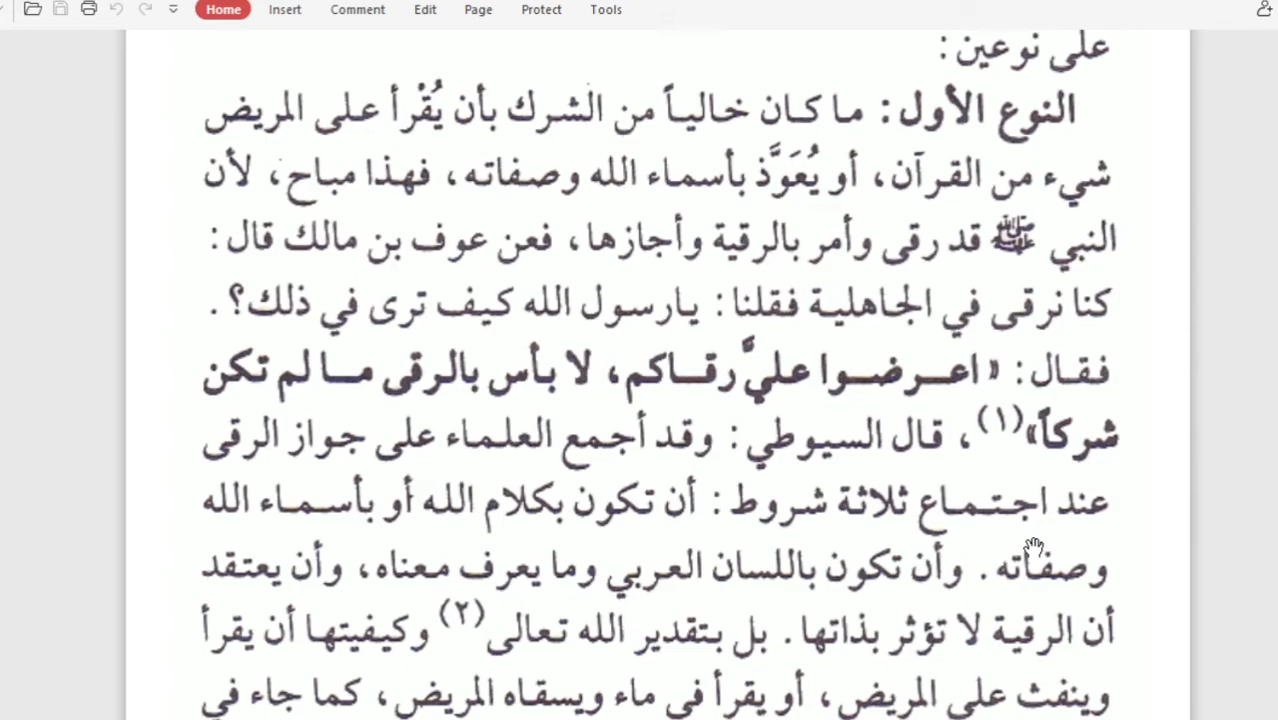 Home Insert Comment Edit Page Protect Tools
على نوعين :
النوع الأول : ما كان خالياً من الشرك بأن يُقْرأ على المريض
شيء من القرآن، أو يُعَوَّذ بأسماء الله وصفاته، فهذا مباح، لأن
النبي ﷺ قد رقى وأمر بالرقية وأجازها، فعن عوف بن مالك قال :
كنا نرقى في الجاهلية فقلنا : يارسول الله كيف ترى في ذلك؟ .
فقال : «اعرضوا عليَّ رقاكم، لا بأس بالرقى ما لم تكن
شركاً»(١)، قال السيوطي : وقد أجمع العلماء على جواز الرقى
عند اجتماع ثلاثة شروط : أن تكون بكلام الله أو بأسماء الله
وصفاته . وأن تكون باللسان العربي وما يعرف معناه، وأن يعتقد
أن الرقية لا تؤثر بذاتها . بل بتقدير الله تعالى(٢) وكيفيتها أن يقرأ
وينفث على المريض، أو يقرأ في ماء ويسقاه المريض، كما جاء في